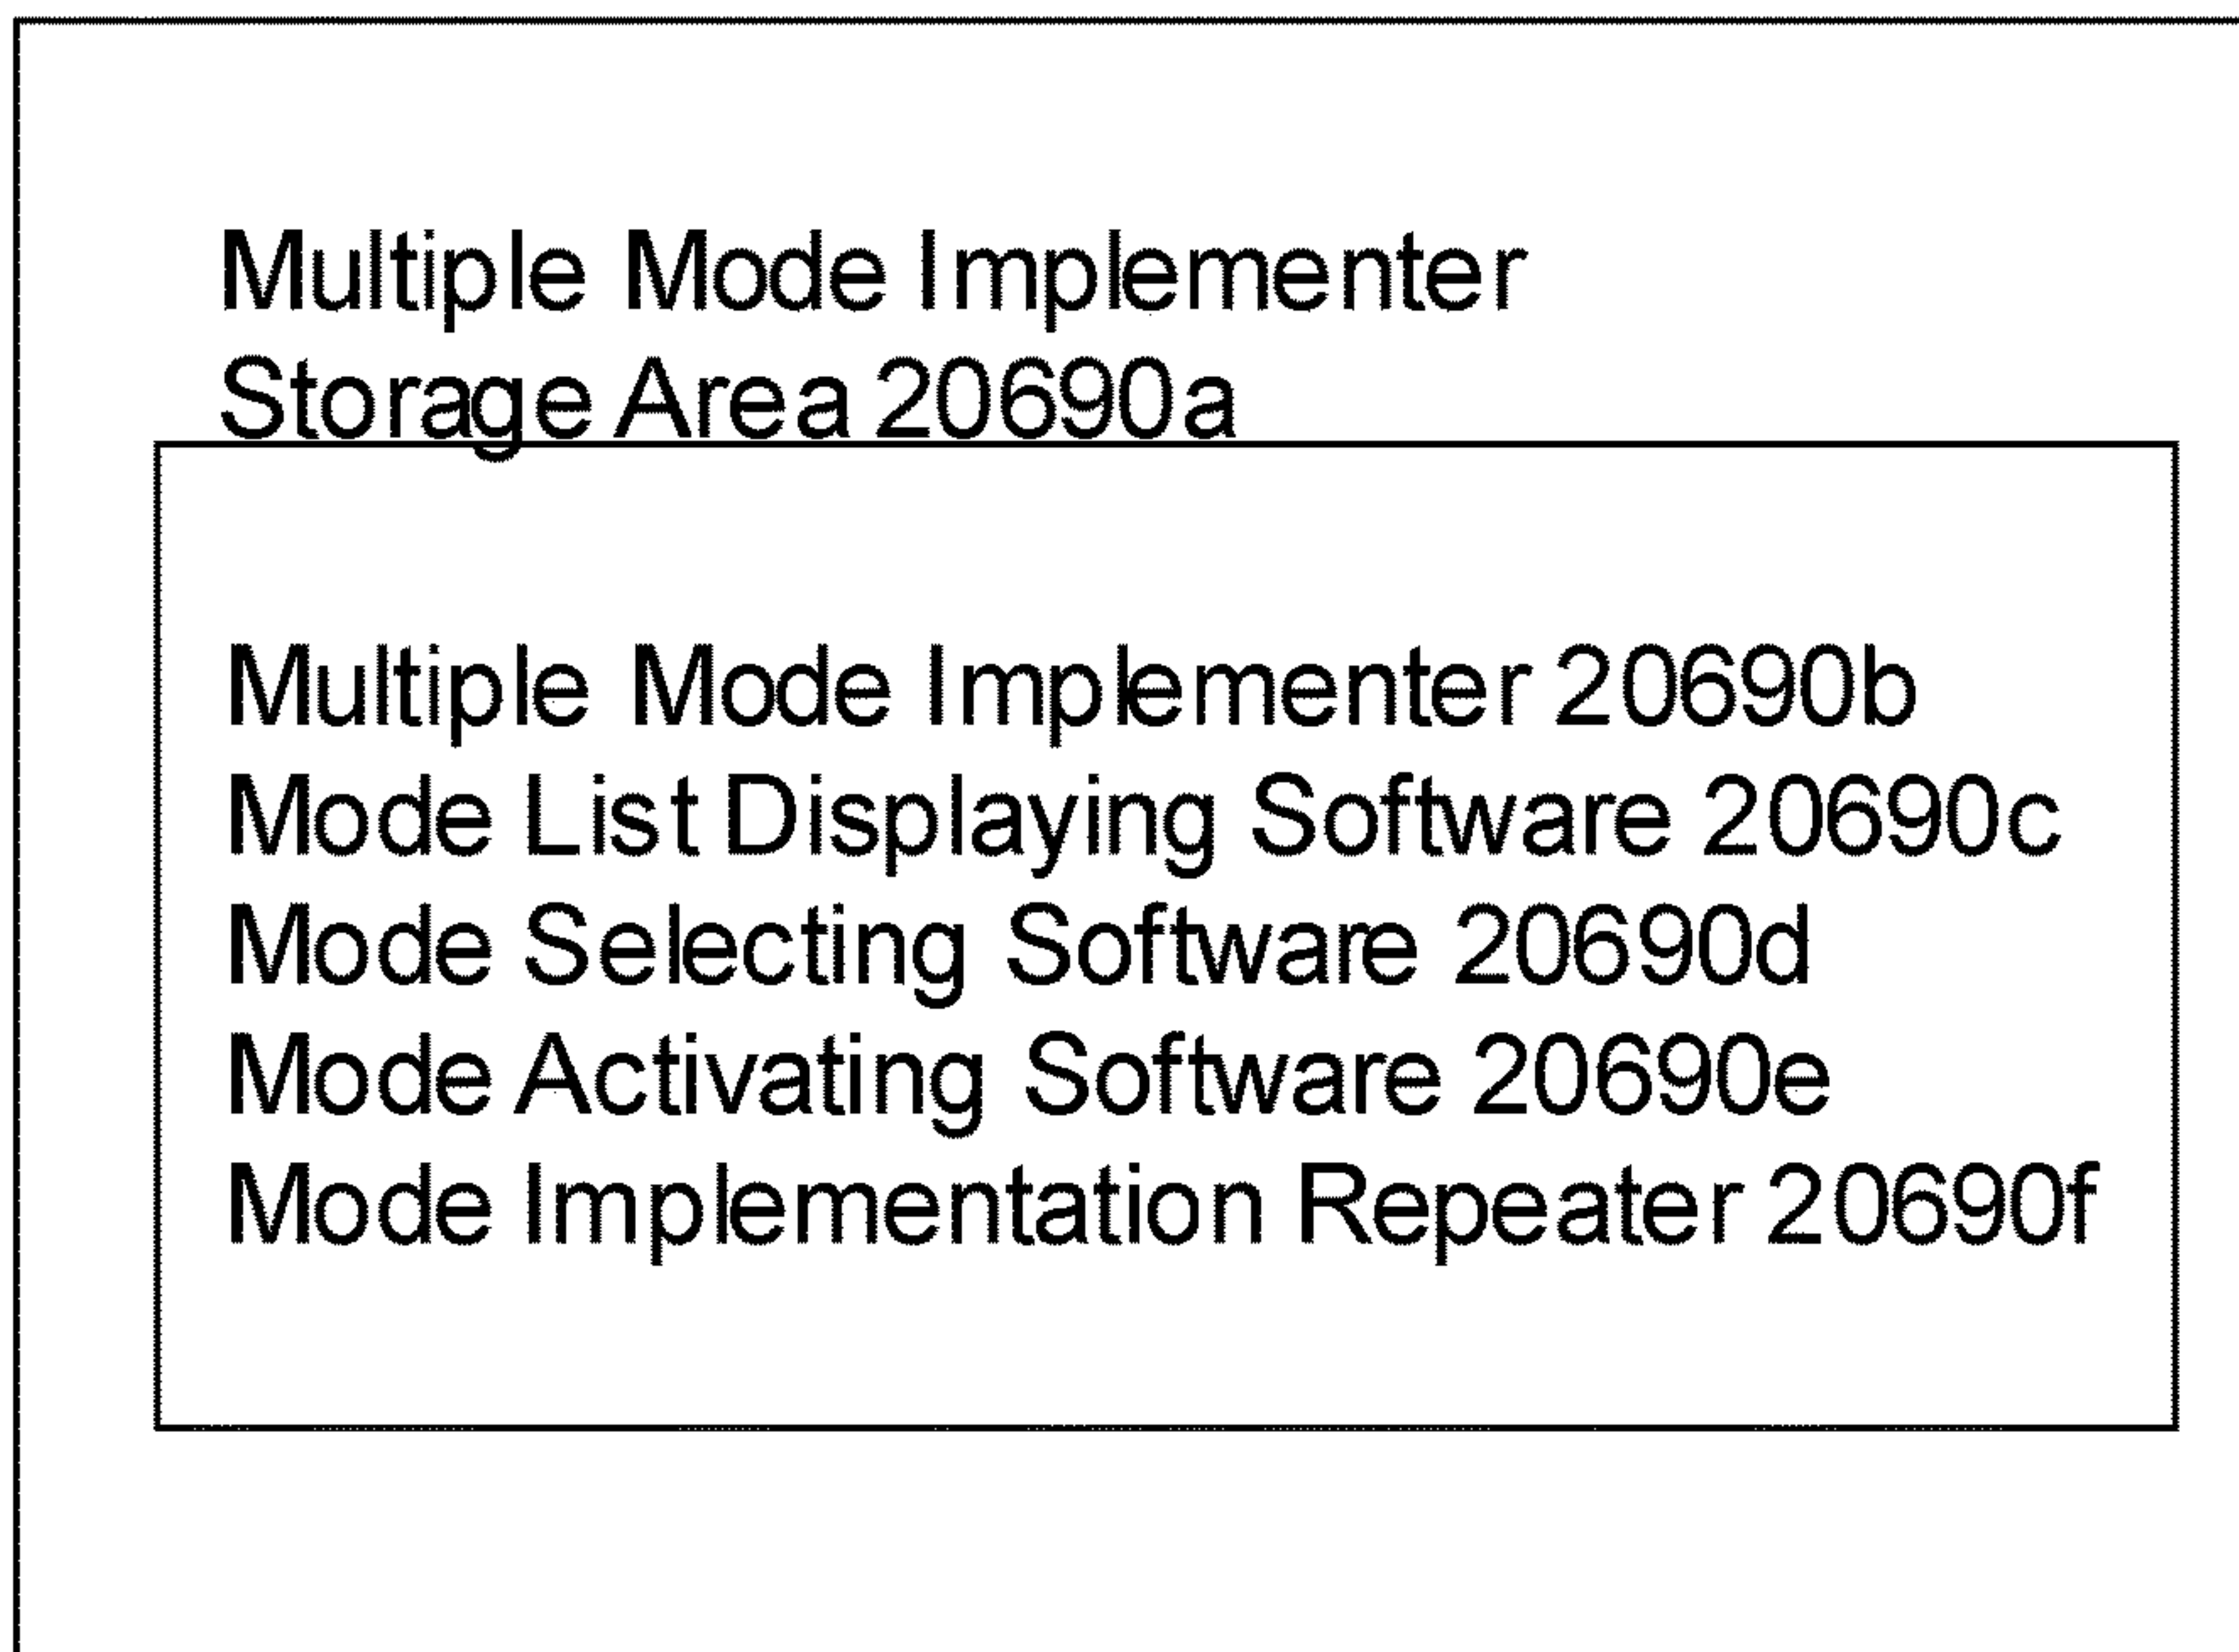 Multiple Mode Implementer
Storage Area 20690a
Multiple Mode Implementer 20690b
Mode List Displaying Software 20690c
Mode Selecting Software 20690d
Mode Activating Software 20690e
Mode Implementation Repeater 20690f